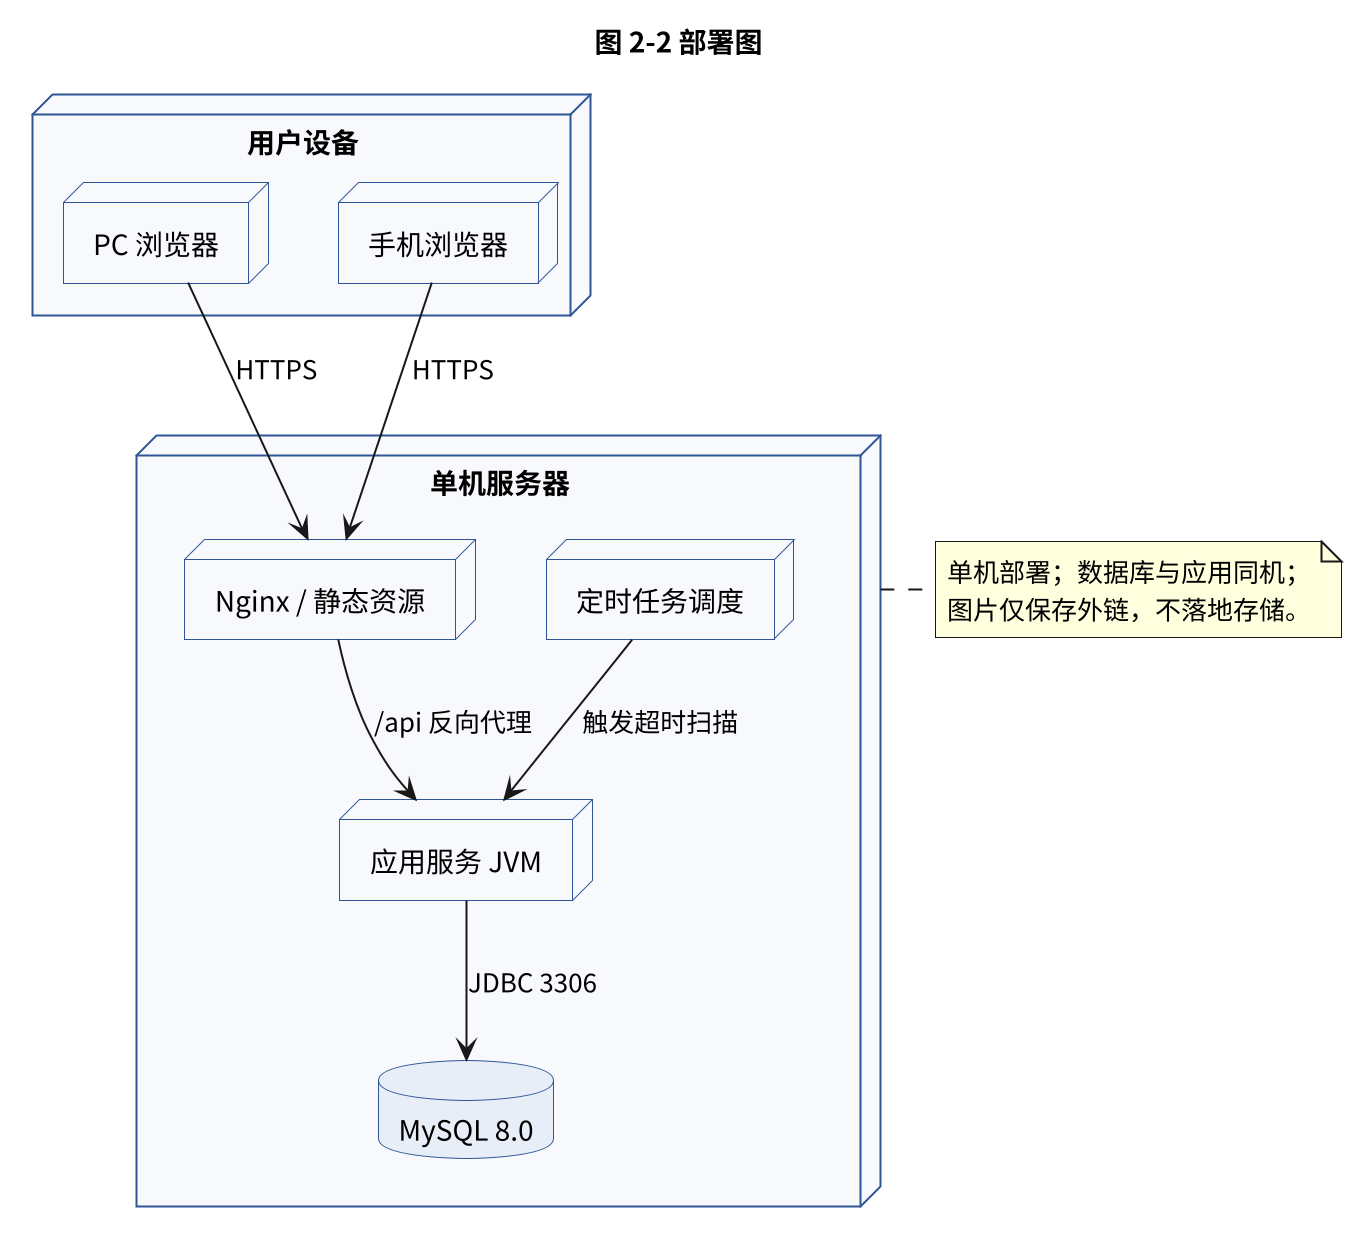 图 2-2 部署图
用户设备
PC 浏览器
手机浏览器
HTTPS
HTTPS
单机服务器
Nginx / 静态资源
定时任务调度
单机部署；数据库与应用同机；
图片仅保存外链，不落地存储。
/api 反向代理
触发超时扫描
应用服务 JVM
JDBC 3306
MySQL 8.0